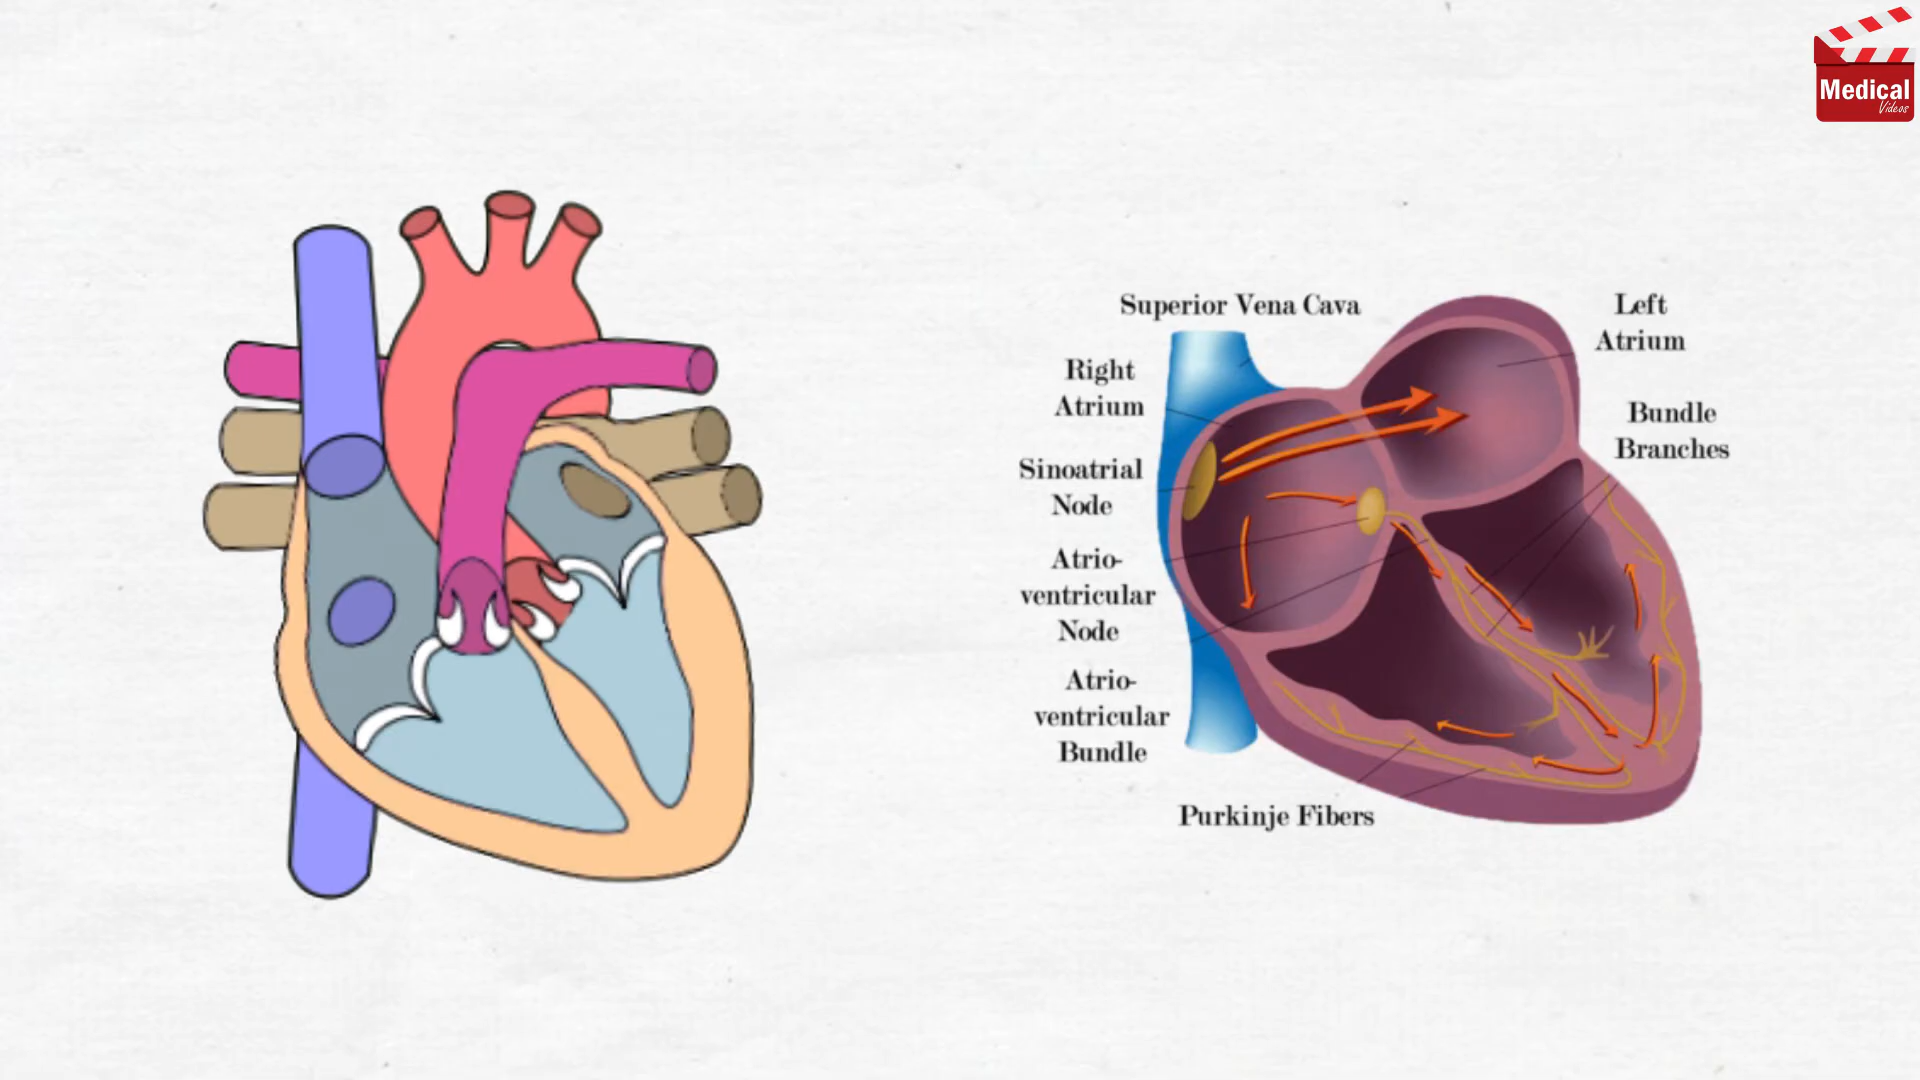 Medical
Videos
Superior Vena Cava
Left
Atrium
Right
Atrium
Bundle
Branches
Sinoatrial
Node
Atrio-
ventricular
Node
Atrio-
ventricular
Bundle
Purkinje Fibers